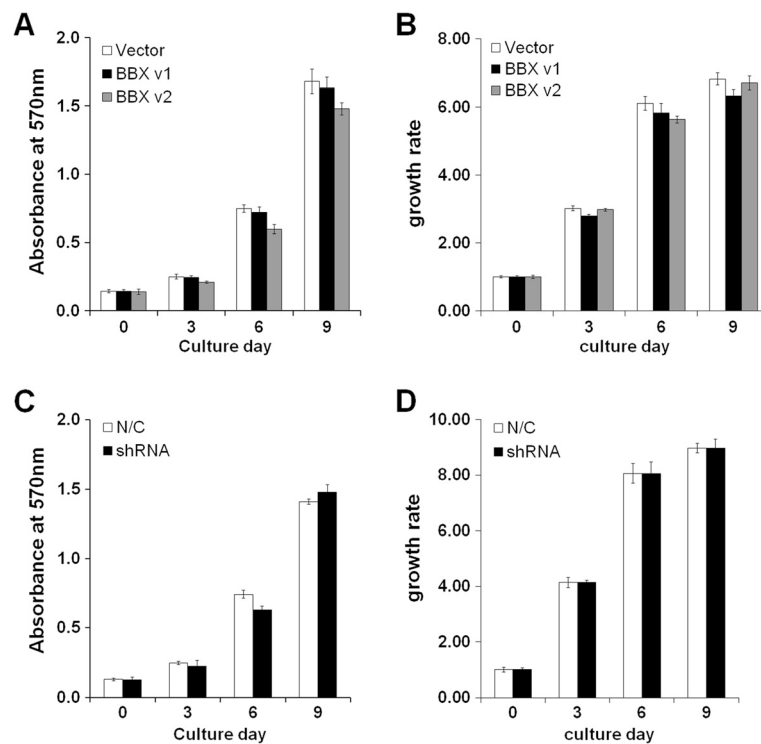 A
Absorbance at 570nm
2.0
1.5
1.0
0.5
0.0
Vector
BBX v1
BBX v2
0 3 6 9
Culture day
B
growth rate
8.00
6.00
4.00
2.00
0.00
Vector
BBX v1
BBX v2
0 3 6 9
culture day
C
Absorbance at 570nm
2.0
1.5
1.0
0.5
0.0
N/C
shRNA
0 3 6 9
Culture day
D
growth rate
10.00
8.00
6.00
4.00
2.00
0.00
N/C
shRNA
0 3 6 9
culture day